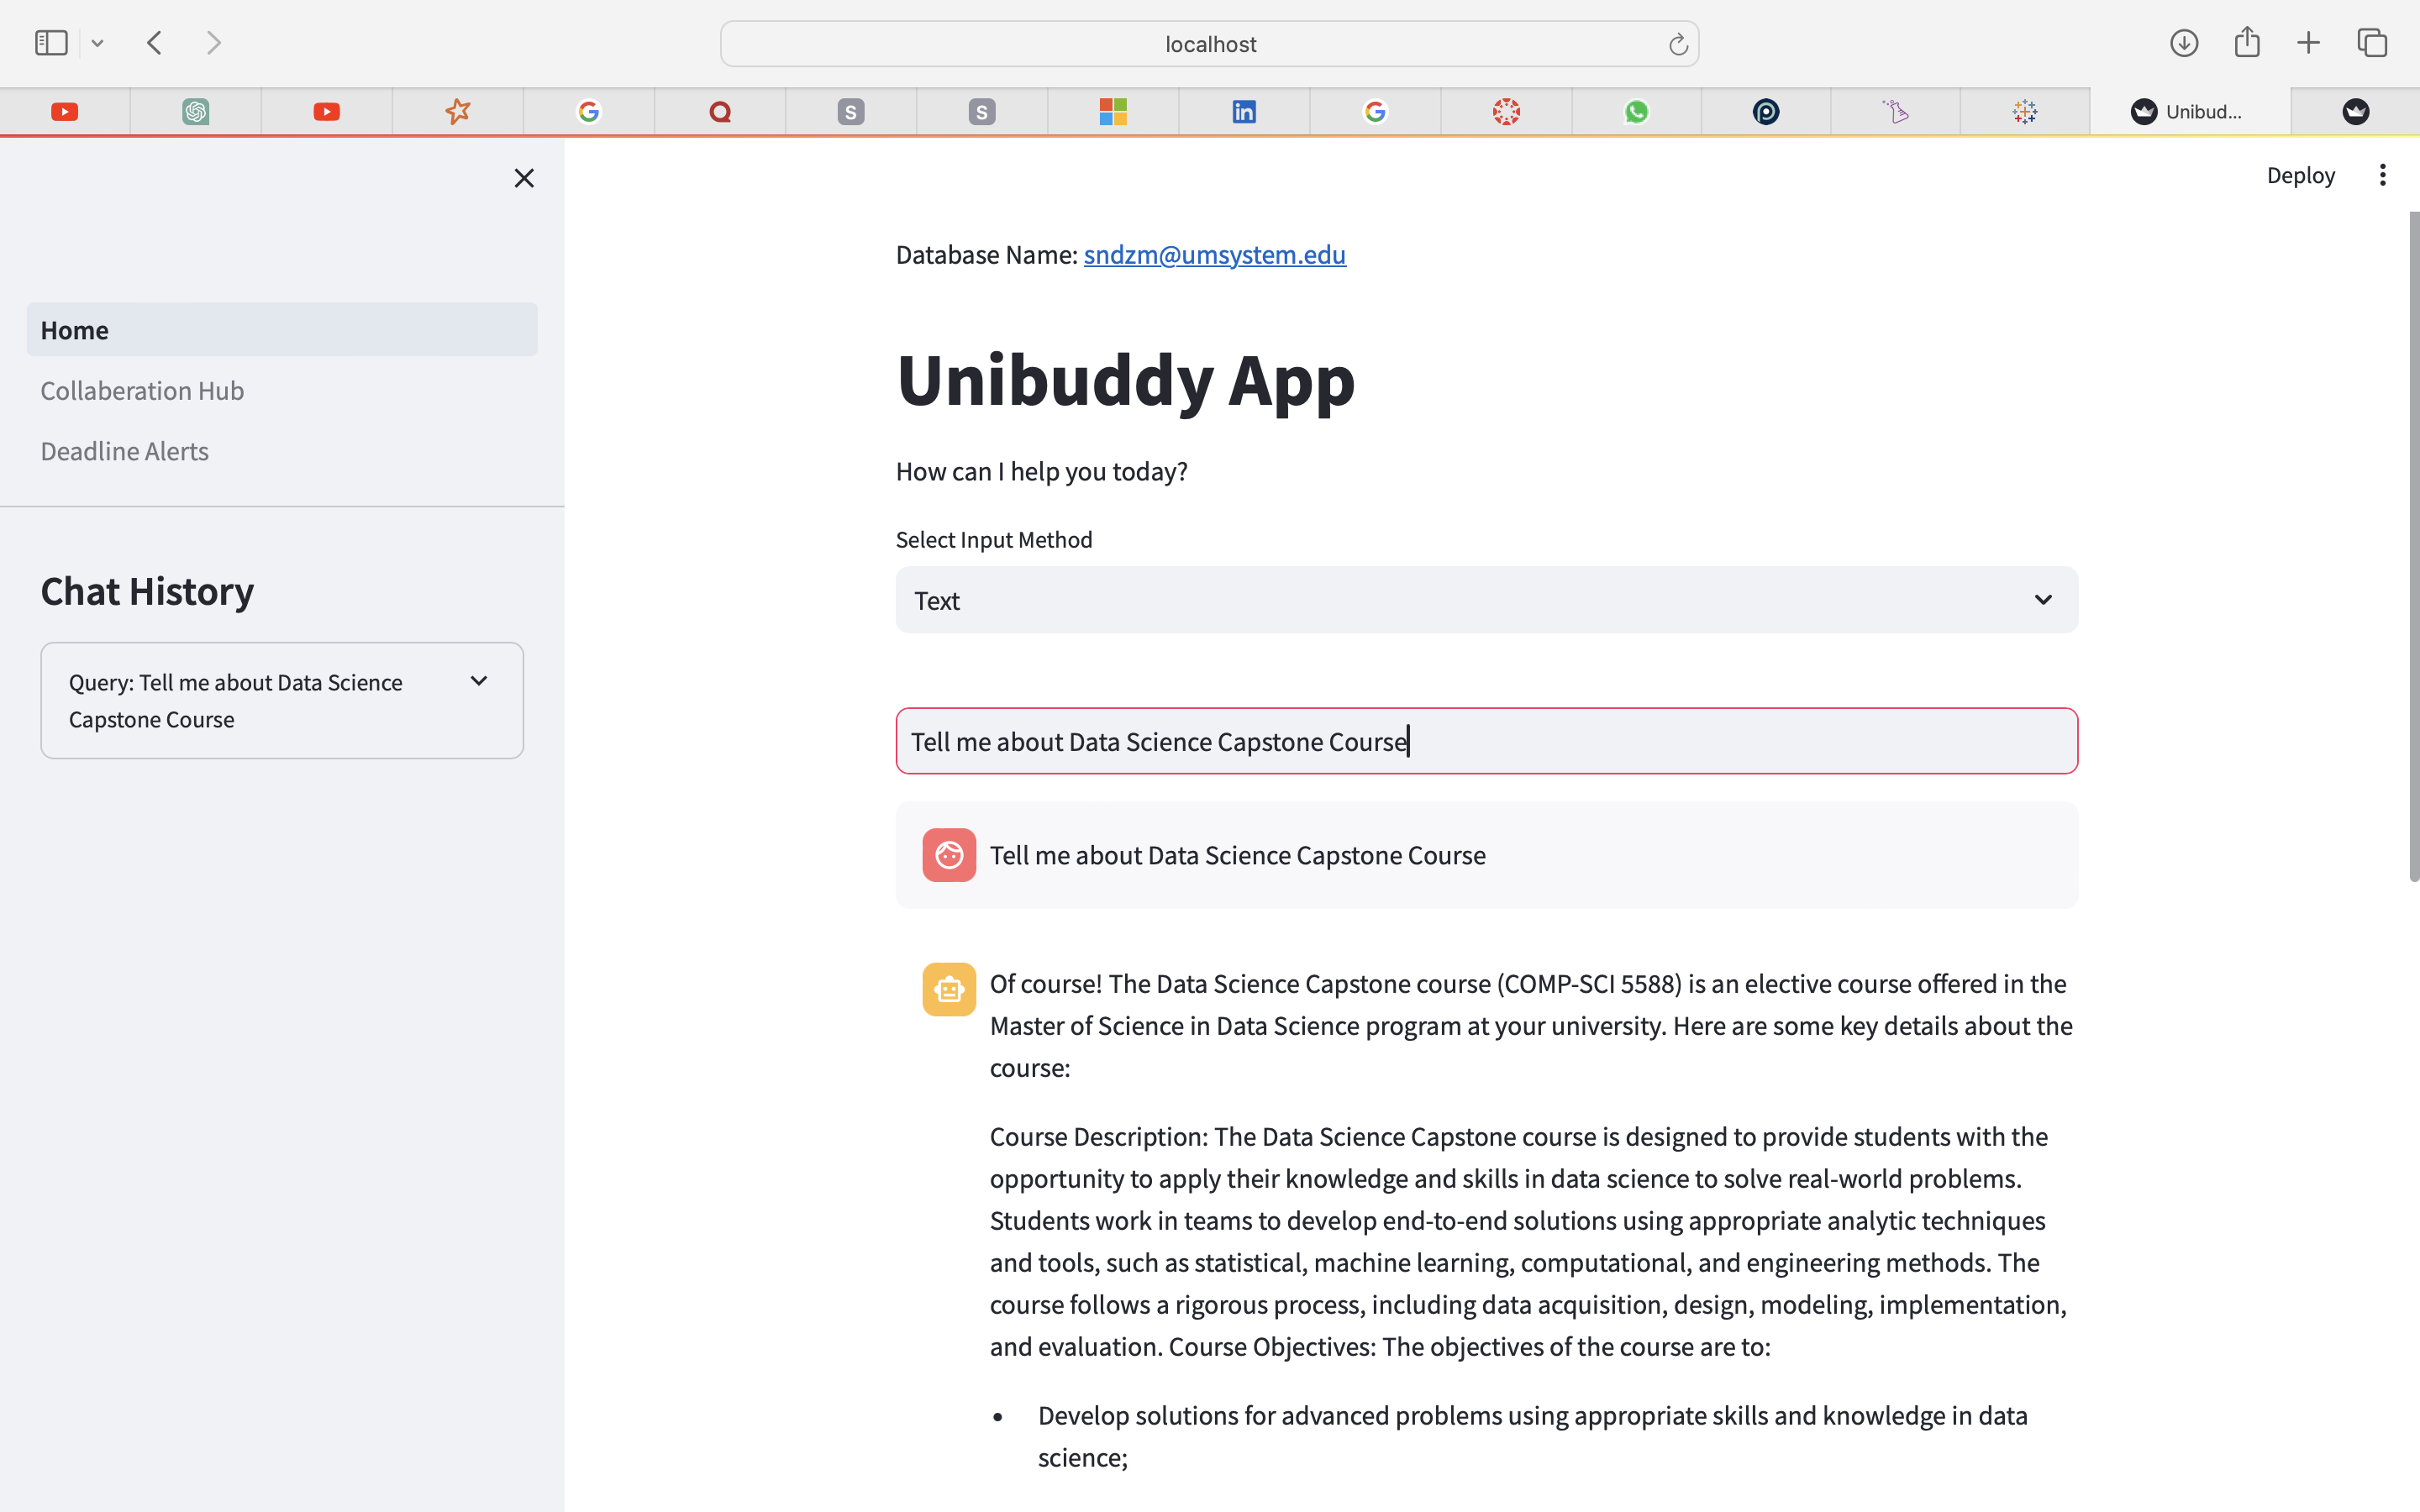 localhost
S
S
in
Unibud...
Deploy
Database Name: sndzm@umsystem.edu
Home
Collaberation Hub
Deadline Alerts
Unibuddy App
How can I help you today?
Select Input Method
Text
Chat History
Query: Tell me about Data Science
Capstone Course
Tell me about Data Science Capstone Course
Tell me about Data Science Capstone Course
Of course! The Data Science Capstone course (COMP-SCI 5588) is an elective course offered in the
Master of Science in Data Science program at your university. Here are some key details about the
course:
Course Description: The Data Science Capstone course is designed to provide students with the
opportunity to apply their knowledge and skills in data science to solve real-world problems.
Students work in teams to develop end-to-end solutions using appropriate analytic techniques
and tools, such as statistical, machine learning, computational, and engineering methods. The
course follows a rigorous process, including data acquisition, design, modeling, implementation,
and evaluation. Course Objectives: The objectives of the course are to:
• Develop solutions for advanced problems using appropriate skills and knowledge in data
science;